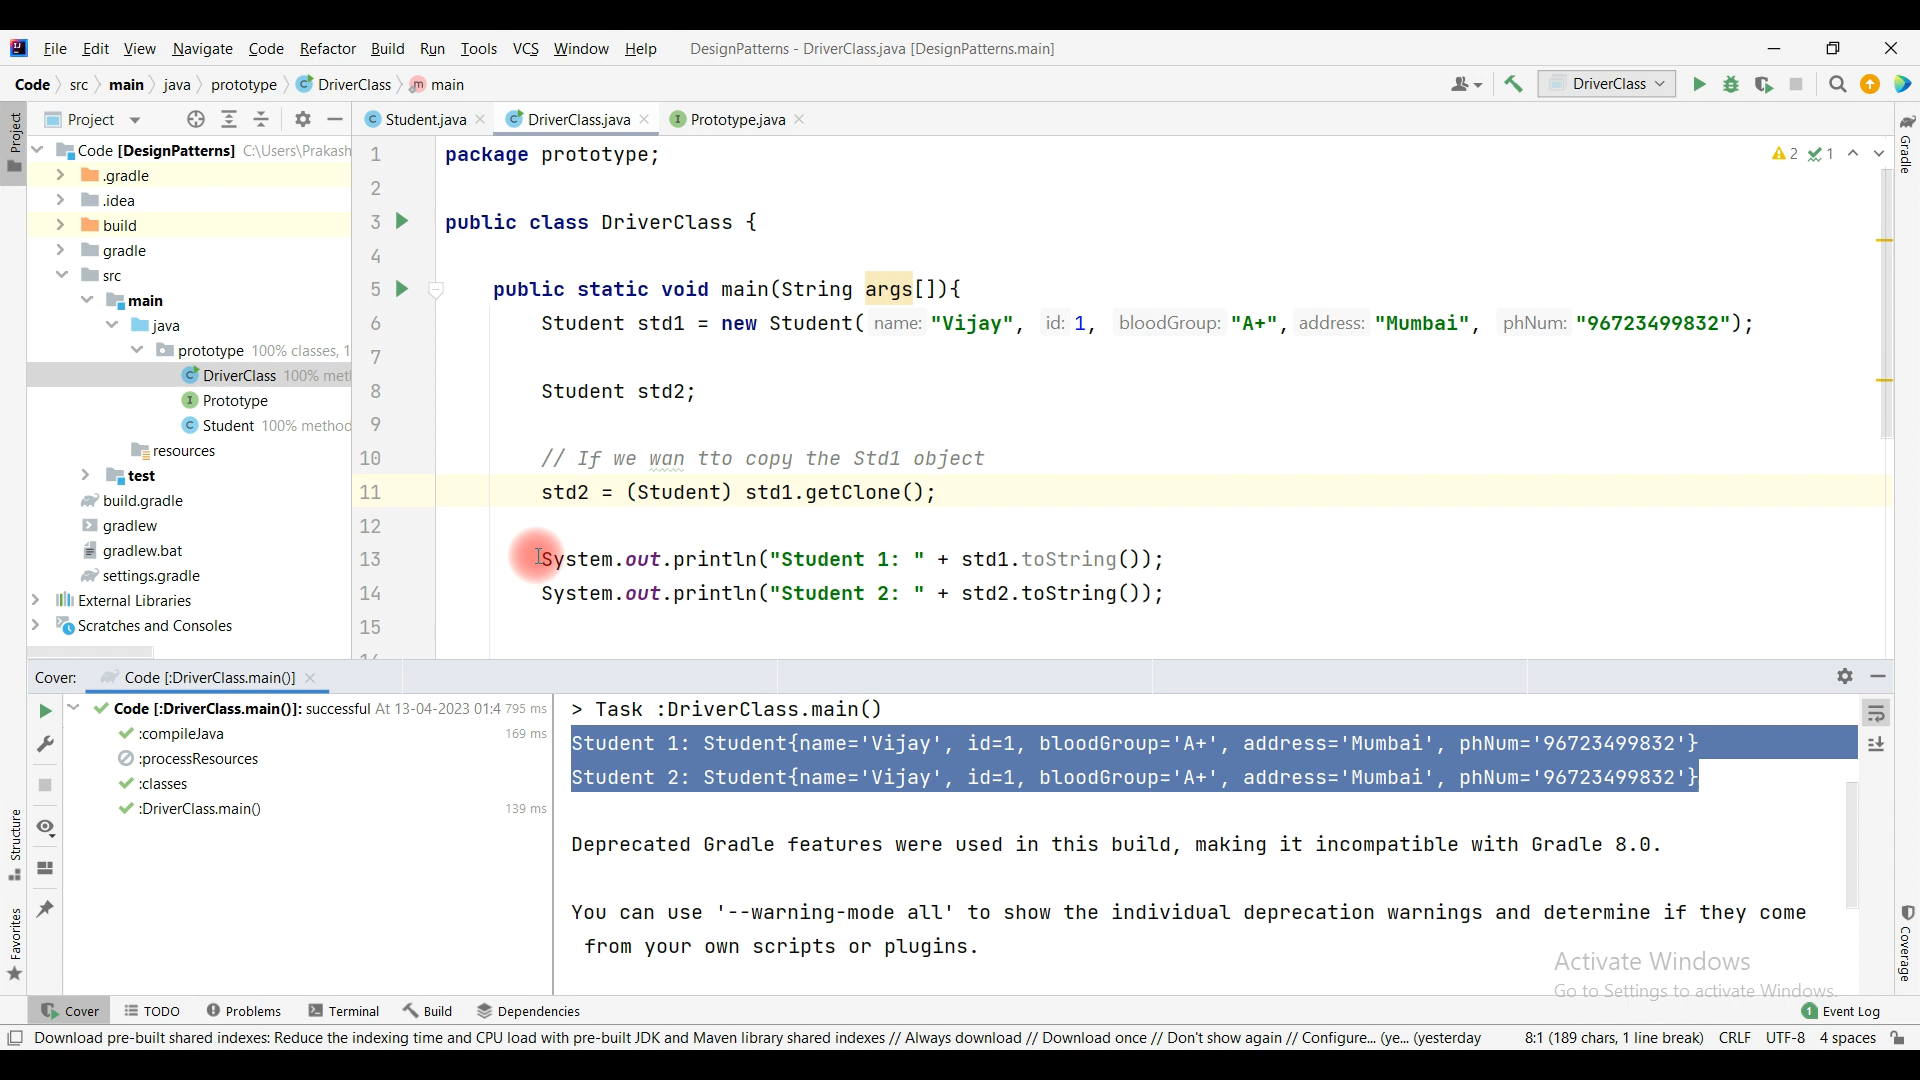 File Edit View Navigate Code Refactor Build Run Tools VCS Window Help DesignPatterns - DriverClass.java [DesignPatterns.main]
Code src main java prototype DriverClass main DriverClass
Project Student.java DriverClass.java Prototype.java
Project
Gradle
Code [DesignPatterns] C:\Users\Prakash
.gradle
.idea
build
gradle
src
main
java
prototype 100% classes, 1
DriverClass 100% met
Prototype
Student 100% method
resources
test
build.gradle
gradlew
gradlew.bat
settings.gradle
External Libraries
Scratches and Consoles
2 1
1 package prototype;
2
3 public class DriverClass {
4
5 public static void main(String args[]){
6 Student std1 = new Student( name: "Vijay", id: 1, bloodGroup: "A+", address: "Mumbai", phNum: "96723499832");
7
8 Student std2;
9
10 // If we wan tto copy the Std1 object
11 std2 = (Student) std1.getClone();
12
13 System.out.println("Student 1: " + std1.toString());
14 System.out.println("Student 2: " + std2.toString());
15
Cover: Code [:DriverClass.main()]
Code [:DriverClass.main()]: successful At 13-04-2023 01:4 795 ms
:compileJava 169 ms
:processResources
:classes
:DriverClass.main() 139 ms
> Task :DriverClass.main()
Student 1: Student{name='Vijay', id=1, bloodGroup='A+', address='Mumbai', phNum='96723499832'}
Student 2: Student{name='Vijay', id=1, bloodGroup='A+', address='Mumbai', phNum='96723499832'}
Deprecated Gradle features were used in this build, making it incompatible with Gradle 8.0.
You can use '--warning-mode all' to show the individual deprecation warnings and determine if they come
from your own scripts or plugins.
Structure
Favorites
Coverage
Activate Windows
Go to Settings to activate Windows.
Cover TODO Problems Terminal Build Dependencies 1 Event Log
Download pre-built shared indexes: Reduce the indexing time and CPU load with pre-built JDK and Maven library shared indexes // Always download // Download once // Don't show again // Configure... (ye... (yesterday 8:1 (189 chars, 1 line break) CRLF UTF-8 4 spaces